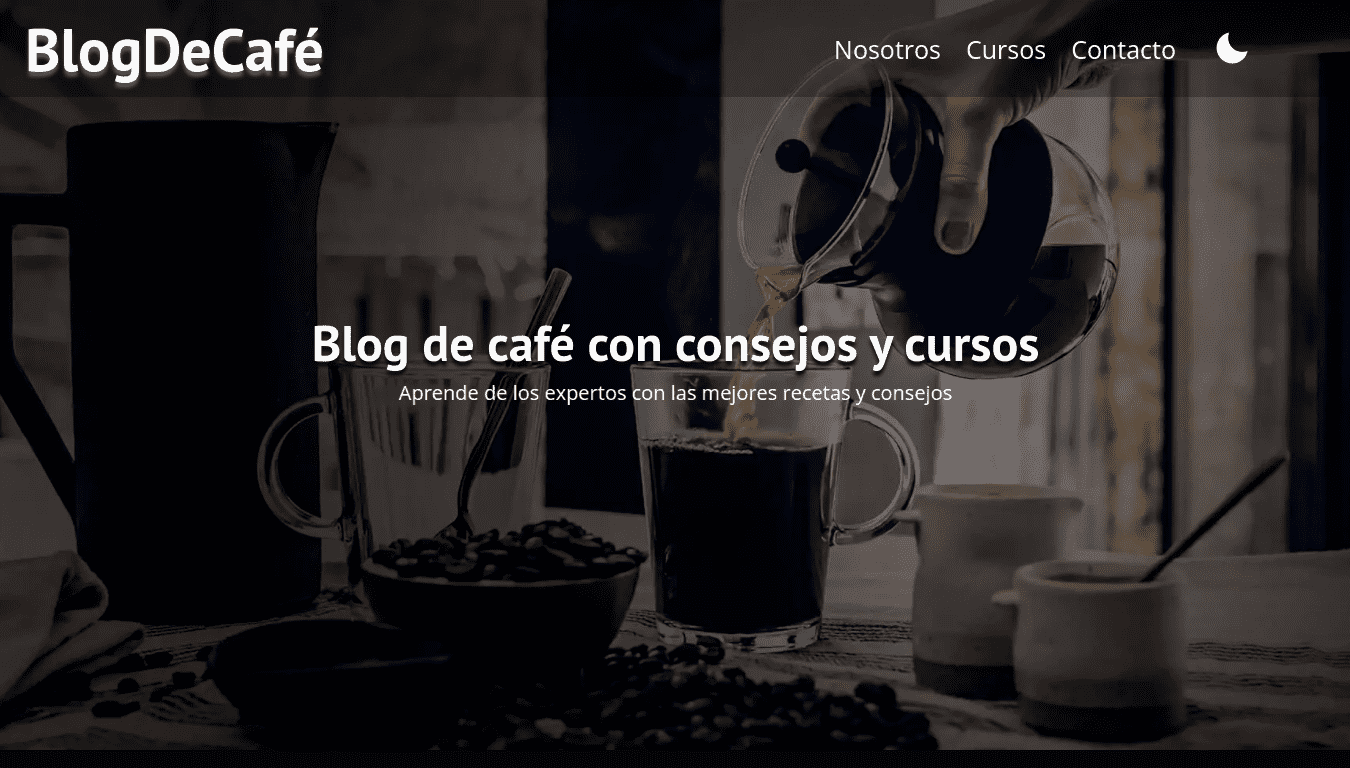 BlogDeCafé
Nosotros Cursos Contacto
Blog de café con consejos y cursos
Aprende de los expertos con las mejores recetas y consejos